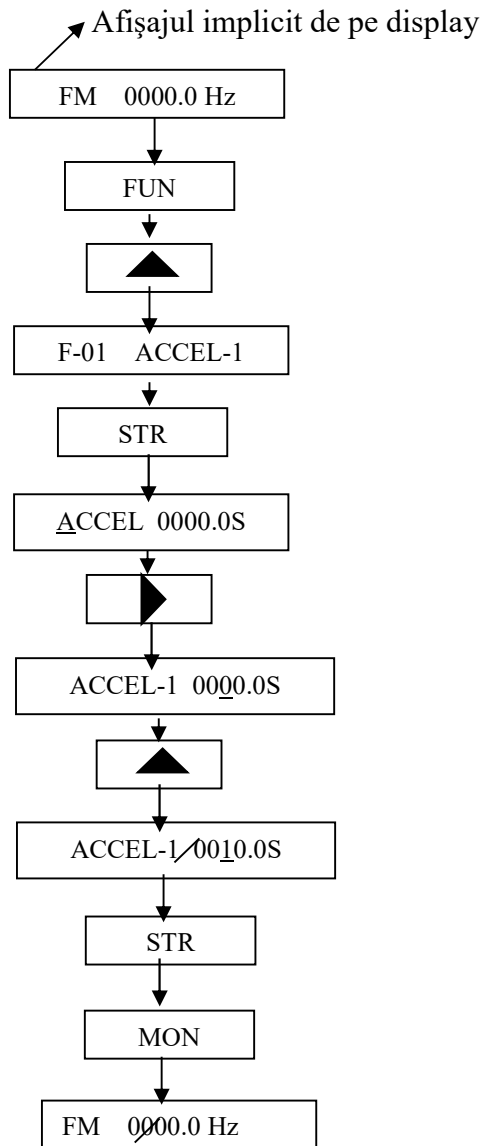 Afişajul implicit de pe display
FM 0000.0 Hz
FUN
F-01 ACCEL-1
STR
ACCEL 0000.0S
ACCEL-1 0000.0S
ACCEL-1 0010.0S
STR
MON
FM 0000.0 Hz